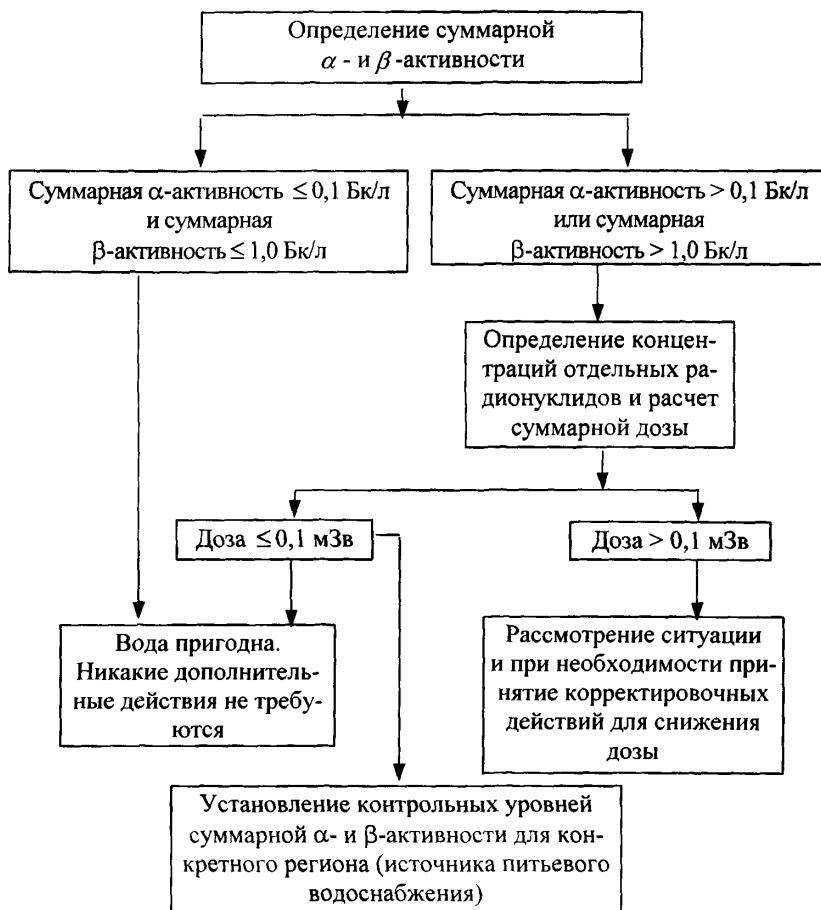 Определение суммарной
α - и β -активности
Суммарная α-активность ≤ 0,1 Бк/л
и суммарная
β-активность ≤ 1,0 Бк/л
Суммарная α-активность > 0,1 Бк/л
или суммарная
β-активность > 1,0 Бк/л
Определение концен-
траций отдельных ра-
дионуклидов и расчет
суммарной дозы
Доза ≤ 0,1 мЗв
Доза > 0,1 мЗв
Вода пригодна.
Никакие дополнитель-
ные действия не требу-
ются
Рассмотрение ситуации
и при необходимости при-
нятие корректировочных
действий для снижения
дозы
Установление контрольных уровней
суммарной α- и β-активности для кон-
кретного региона (источника питьевого
водоснабжения)